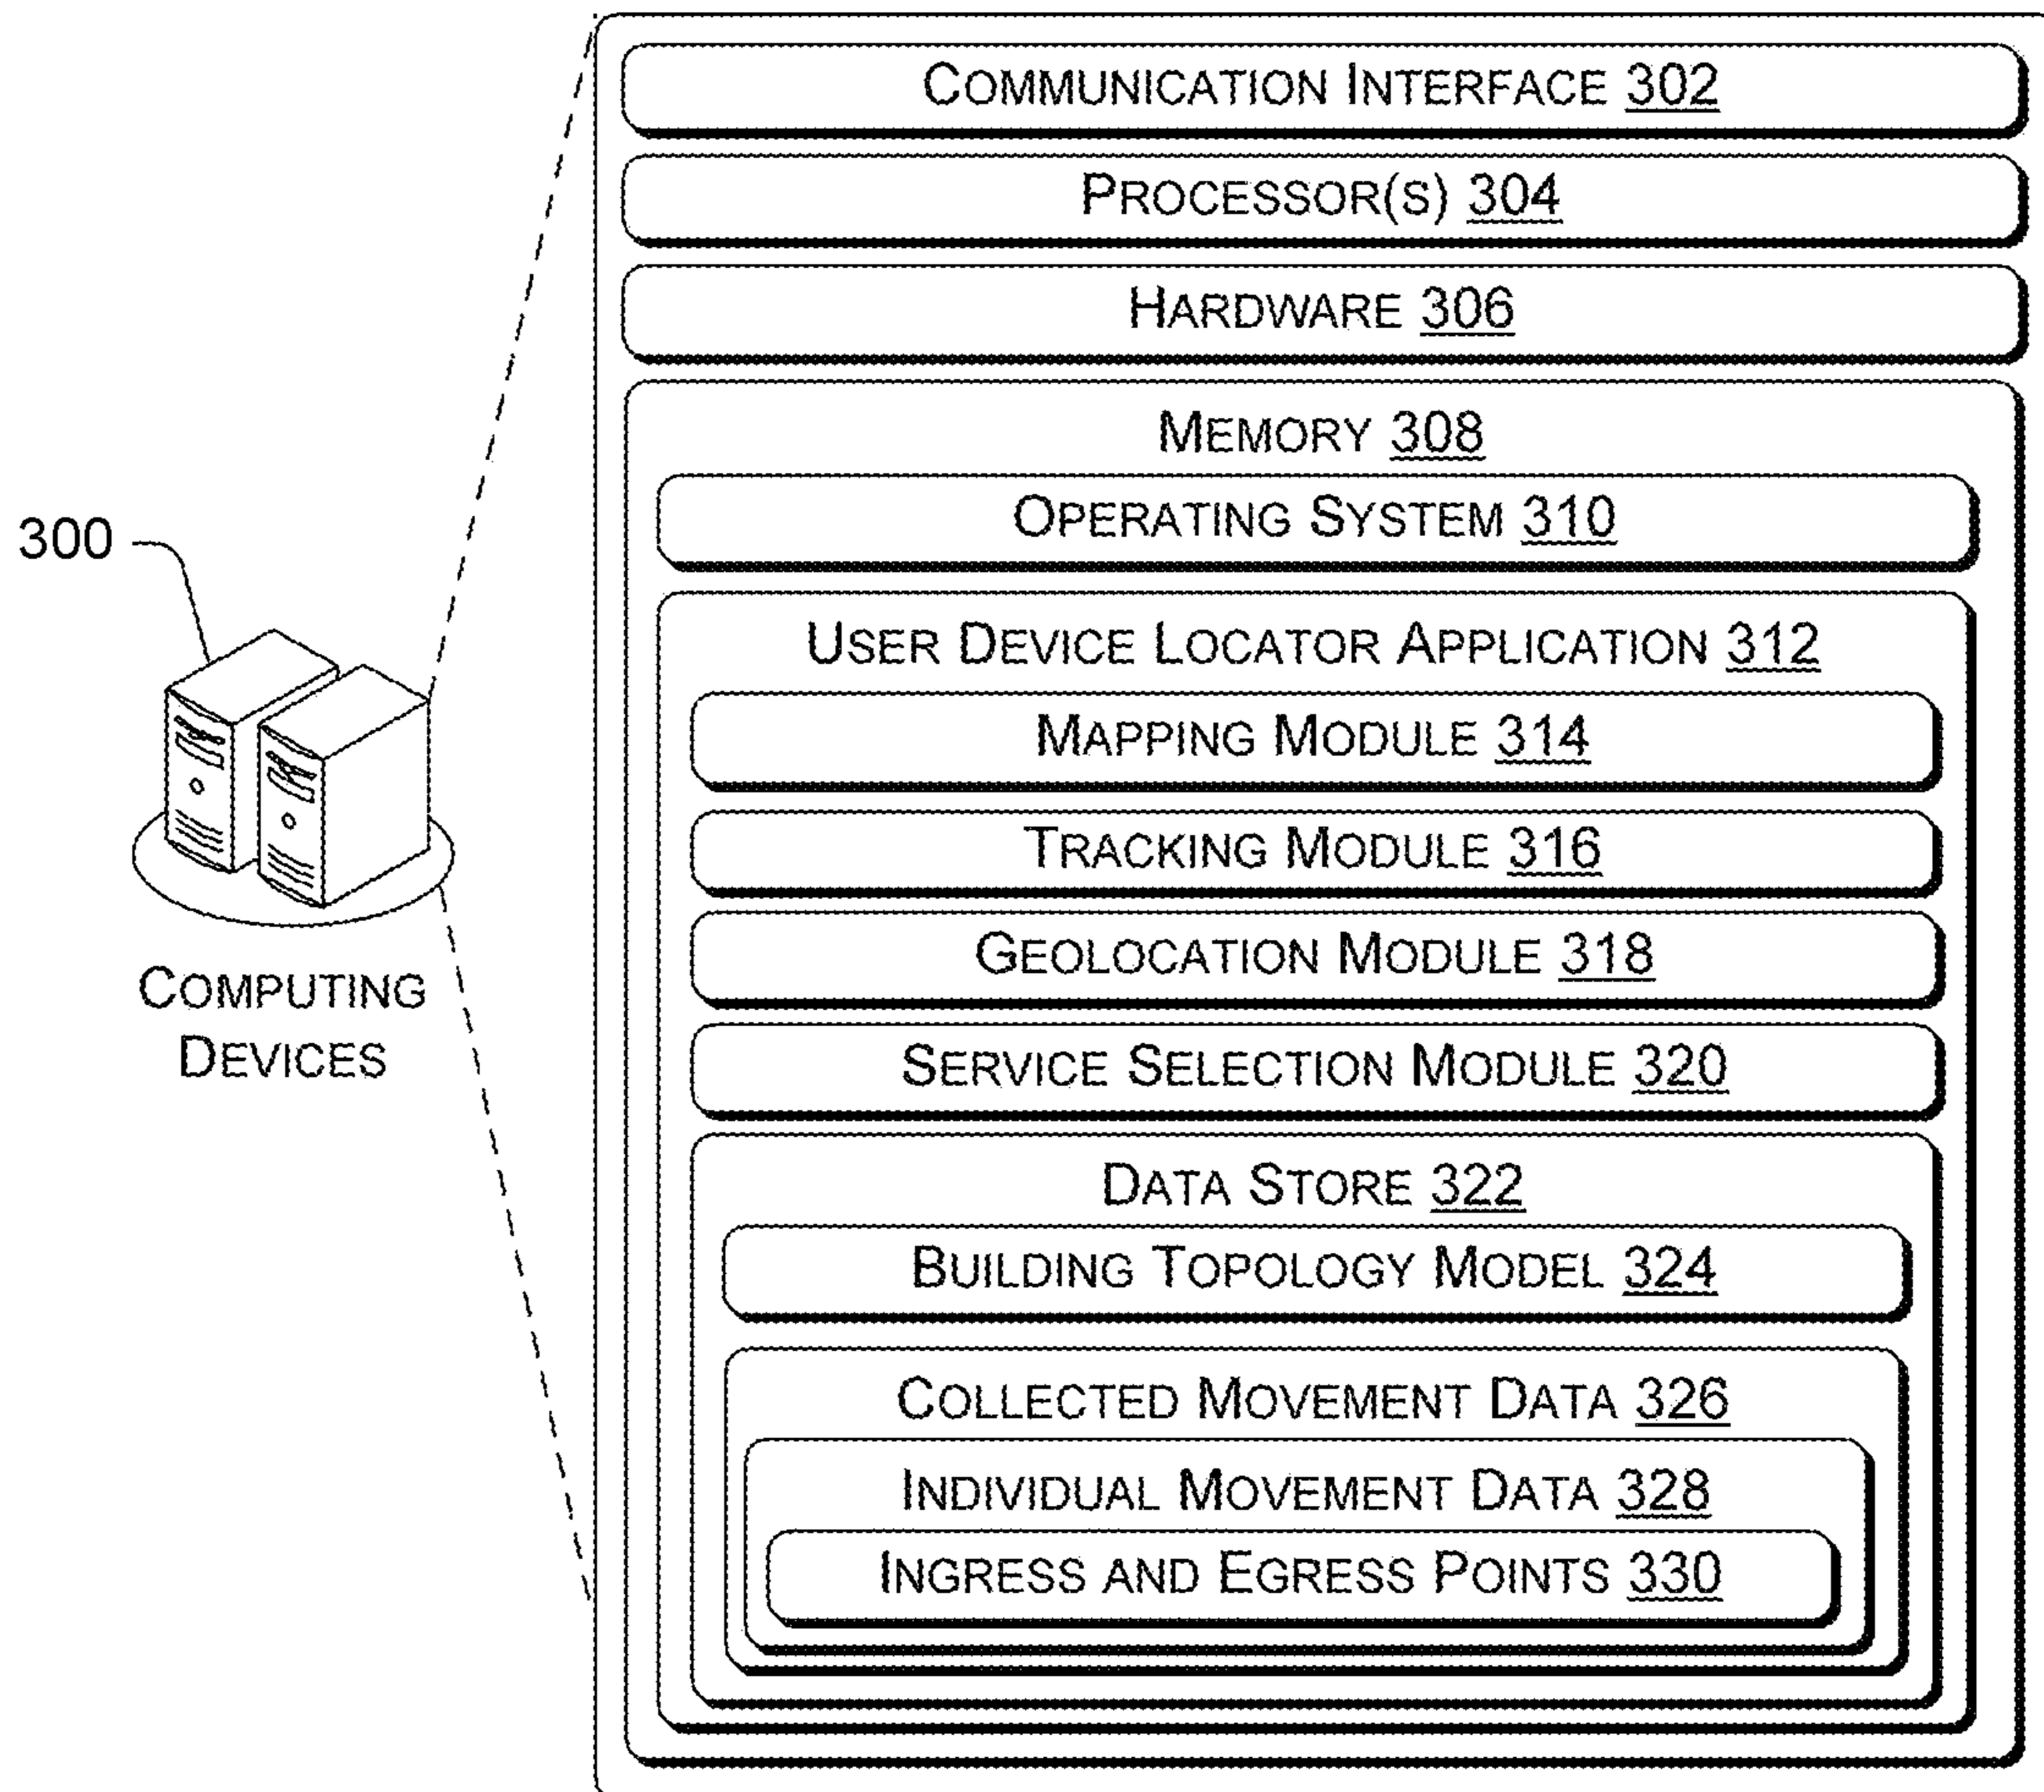 COMMUNICATION INTERFACE 302
PROCESSOR(S) 304
HARDWARE 306
MEMORY 308
OPERATING SYSTEM 310
300
USER DEVICE LOCATOR APPLICATION 312
MAPPING MODULE 314
TRACKING MODULE 316
GEOLOCATION MODULE 318
COMPUTING
DEVICES
SERVICE SELECTION MODULE 320
DATA STORE 322
BUILDING TOPOLOGY MODEL 324
COLLECTED MOVEMENT DATA 326
INDIVIDUAL MOVEMENT DATA 328
INGRESS AND EGRESS POINTS 330